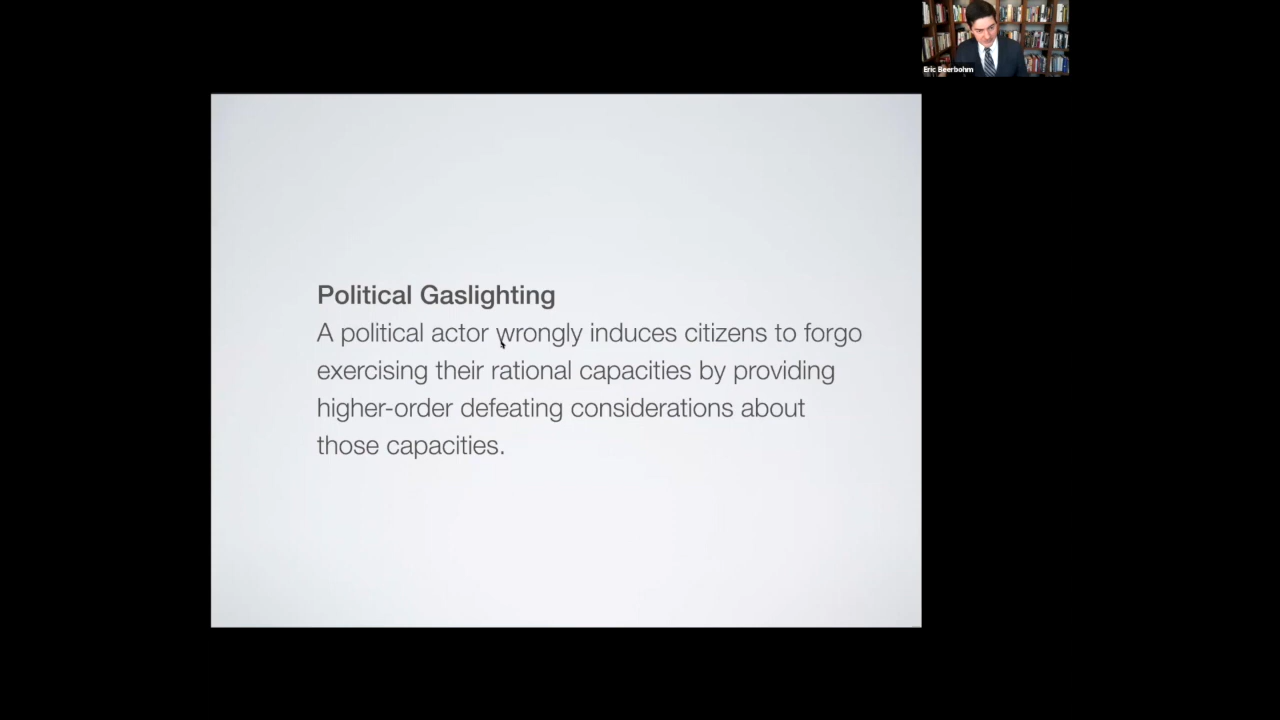 Eric Beerbohm
Political Gaslighting
A political actor wrongly induces citizens to forgo
exercising their rational capacities by providing
higher-order defeating considerations about
those capacities.